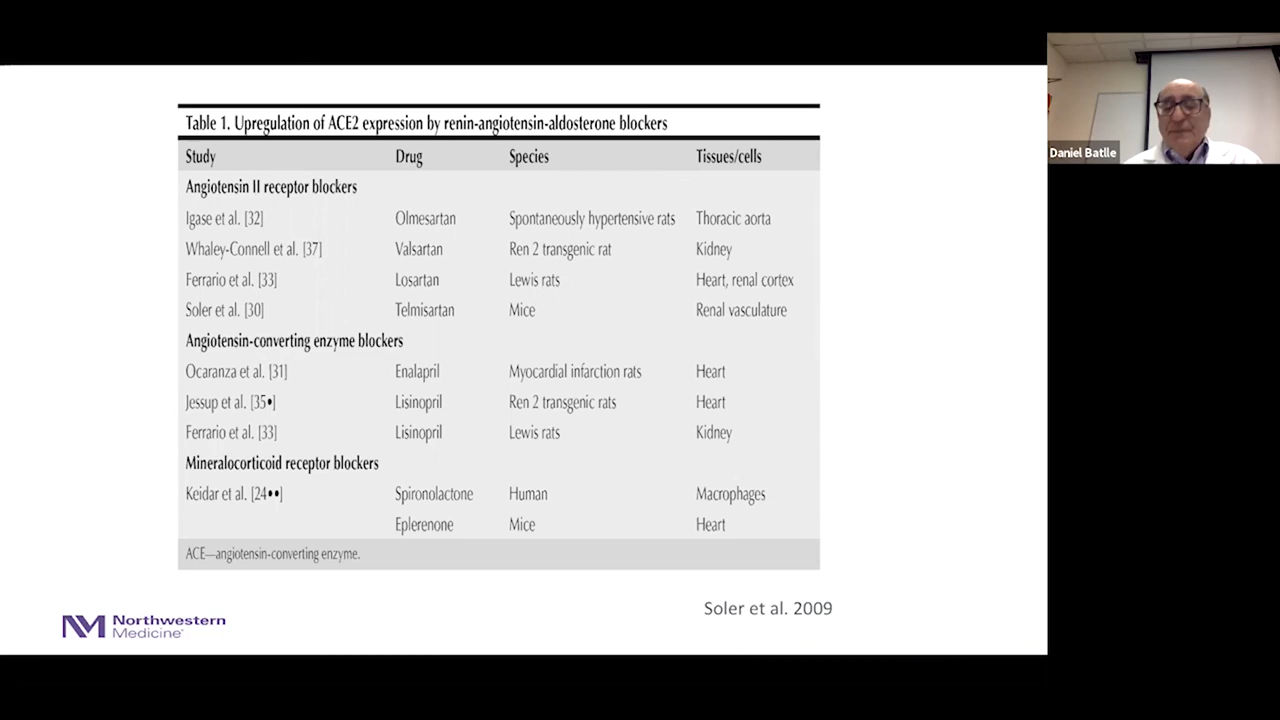 Table 1. Upregulation of ACE2 expression by renin-angiotensin-aldosterone blockers
Study Drug Species Tissues/cells
Angiotensin II receptor blockers
Igase et al. [32] Olmesartan Spontaneously hypertensive rats Thoracic aorta
Whaley-Connell et al. [37] Valsartan Ren 2 transgenic rat Kidney
Ferrario et al. [33] Losartan Lewis rats Heart, renal cortex
Soler et al. [30] Telmisartan Mice Renal vasculature
Angiotensin-converting enzyme blockers
Ocaranza et al. [31] Enalapril Myocardial infarction rats Heart
Jessup et al. [35•] Lisinopril Ren 2 transgenic rats Heart
Ferrario et al. [33] Lisinopril Lewis rats Kidney
Mineralocorticoid receptor blockers
Keidar et al. [24••] Spironolactone Human Macrophages
Eplerenone Mice Heart
ACE—angiotensin-converting enzyme.
Soler et al. 2009
NM Northwestern
Medicine®
Daniel Batlle